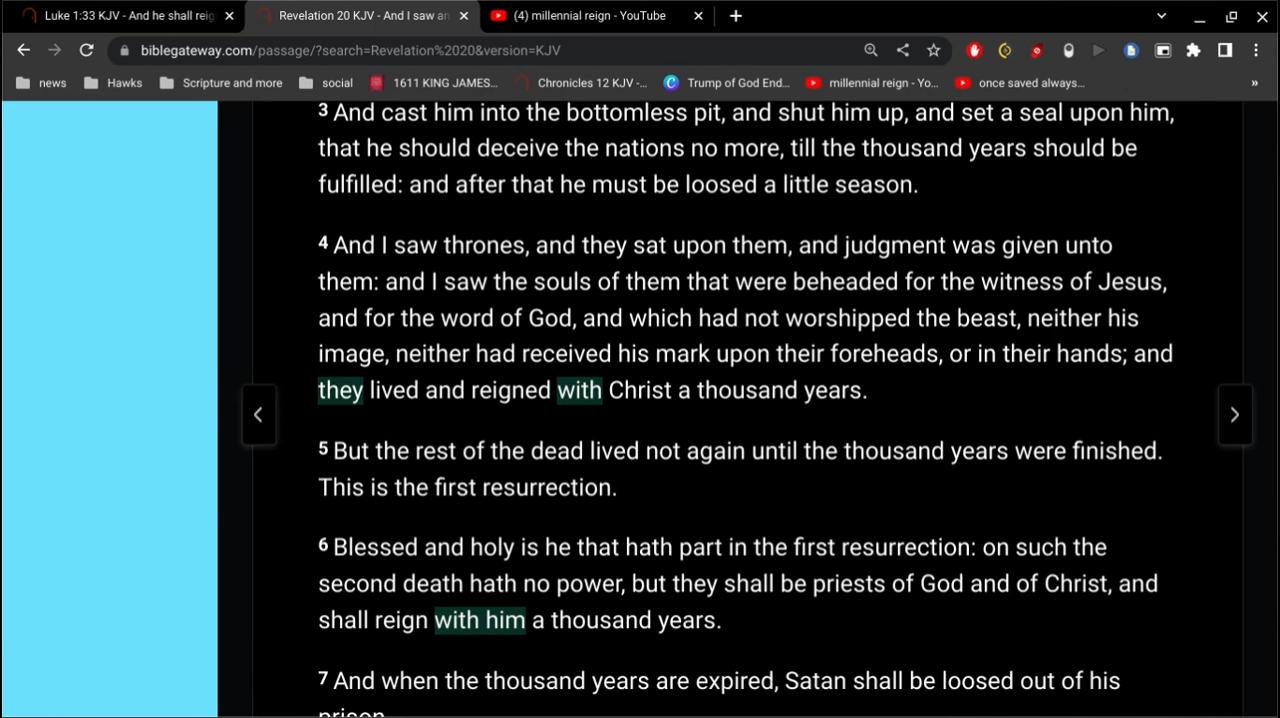 Luke 1:33 KJV - And he shall reig
Revelation 20 KJV - And I saw an
(4) millennial reign - YouTube
biblegateway.com/passage/?search=Revelation%2020&version=KJV
news
Hawks
Scripture and more
social
1611 KING JAMES...
Chronicles 12 KJV -...
Trump of God End...
millennial reign - Yo...
once saved always...
»
3 And cast him into the bottomless pit, and shut him up, and set a seal upon him,
that he should deceive the nations no more, till the thousand years should be
fulfilled: and after that he must be loosed a little season.
4 And I saw thrones, and they sat upon them, and judgment was given unto
them: and I saw the souls of them that were beheaded for the witness of Jesus,
and for the word of God, and which had not worshipped the beast, neither his
image, neither had received his mark upon their foreheads, or in their hands; and
they lived and reigned with Christ a thousand years.
5 But the rest of the dead lived not again until the thousand years were finished.
This is the first resurrection.
6 Blessed and holy is he that hath part in the first resurrection: on such the
second death hath no power, but they shall be priests of God and of Christ, and
shall reign with him a thousand years.
7 And when the thousand years are expired, Satan shall be loosed out of his
prison,